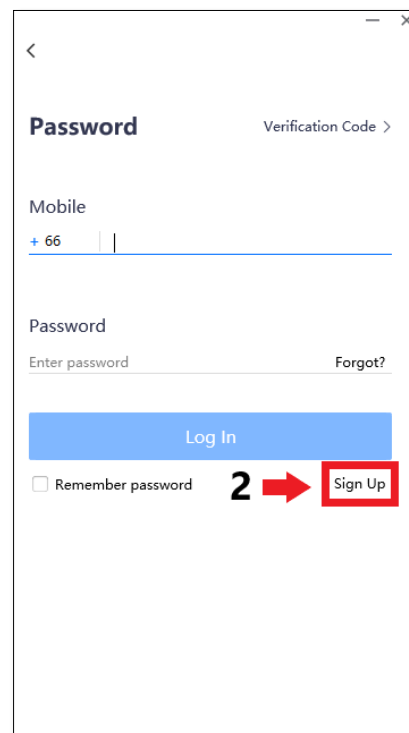 Password
Verification Code >
Mobile
+ 66
Password
Enter password
Forgot?
Log In
Remember password
2
Sign Up